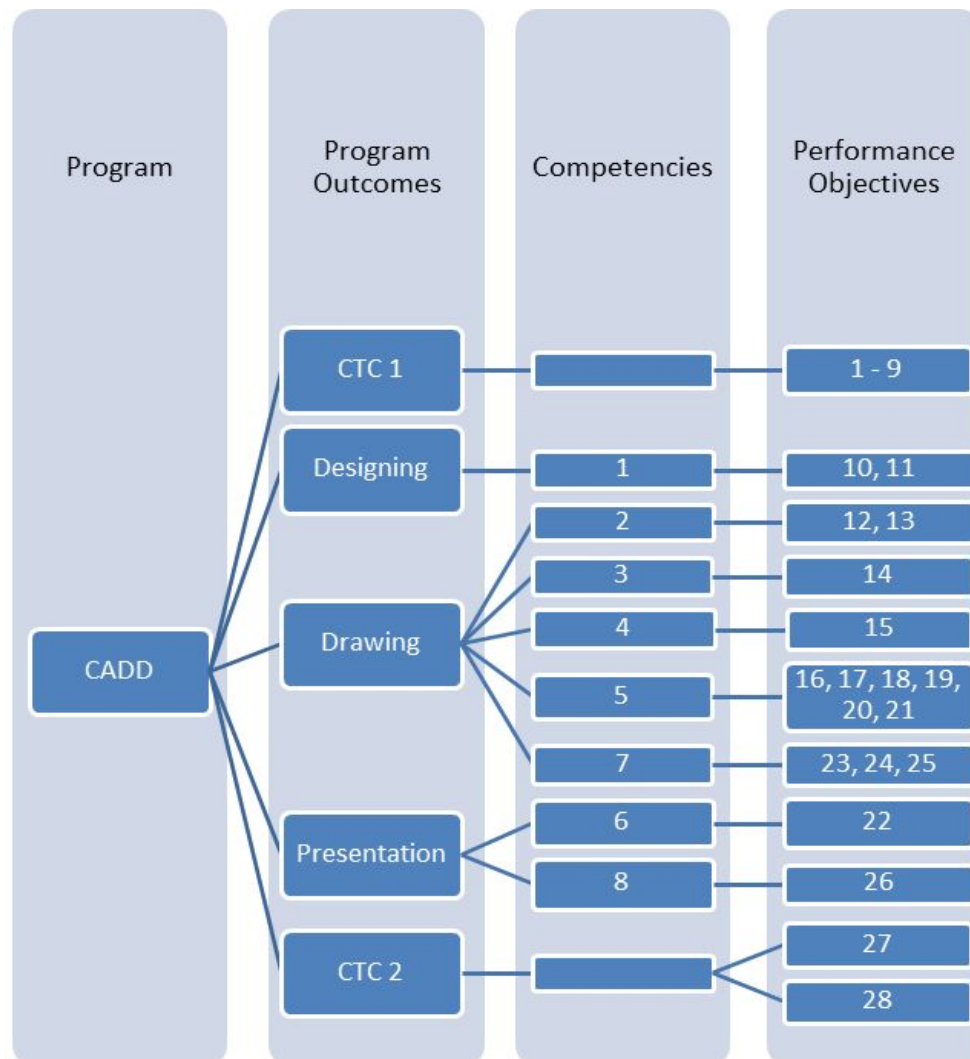 Program
Program
Outcomes
Competencies
Performance
Objectives
CADD
CTC 1
1 - 9
Designing
1
10, 11
Drawing
2
12, 13
3
14
4
15
5
16, 17, 18, 19,
20, 21
7
23, 24, 25
Presentation
6
22
8
26
CTC 2
27
28